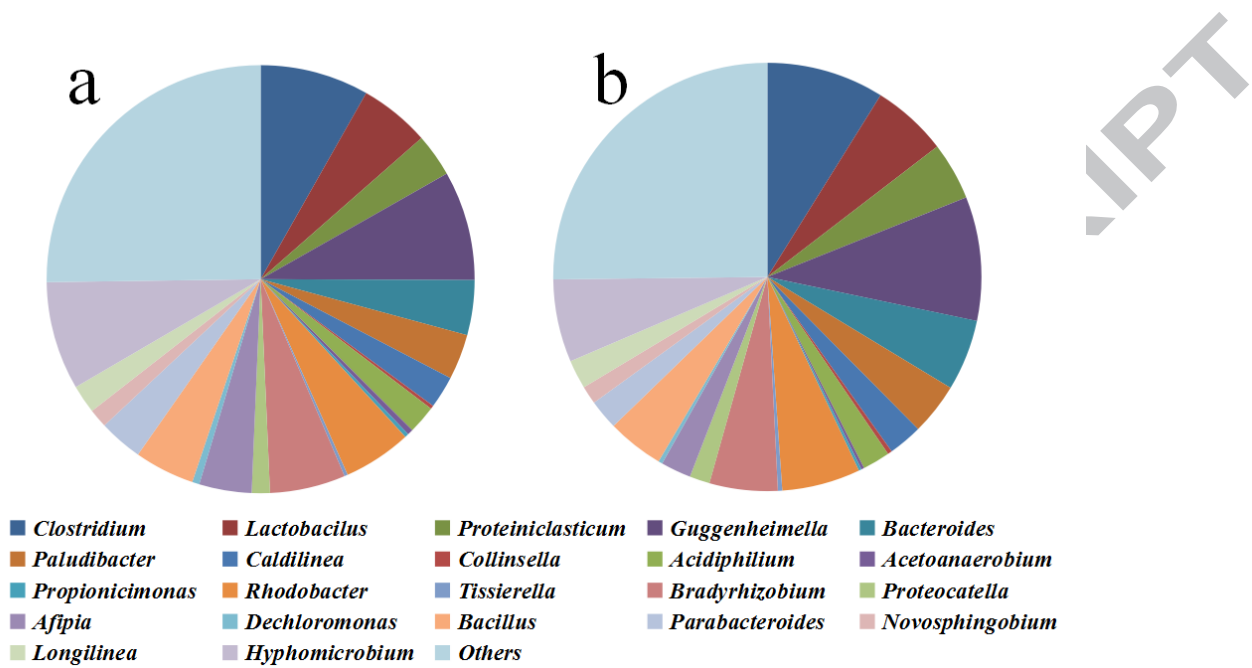 a
b
Clostridium Lactobacilus Proteiniclasticum Guggenheimella Bacteroides
Paludibacter Caldilinea Collinsella Acidiphilium Acetoanaerobium
Propionicimonas Rhodobacter Tissierella Bradyrhizobium Proteocatella
Afipia Dechloromonas Bacillus Parabacteroides Novosphingobium
Longilinea Hyphomicrobium Others